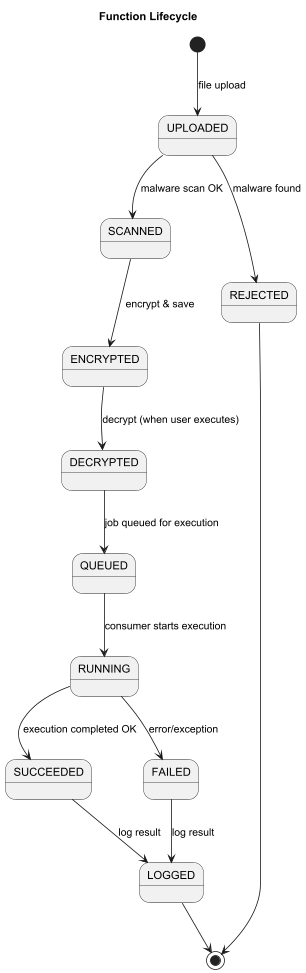 Function Lifecycle
file upload
UPLOADED
malware scan OK
malware found
SCANNED
REJECTED
encrypt & save
ENCRYPTED
decrypt (when user executes)
DECRYPTED
job queued for execution
QUEUED
consumer starts execution
RUNNING
execution completed OK
error/exception
SUCCEEDED
FAILED
log result
log result
LOGGED